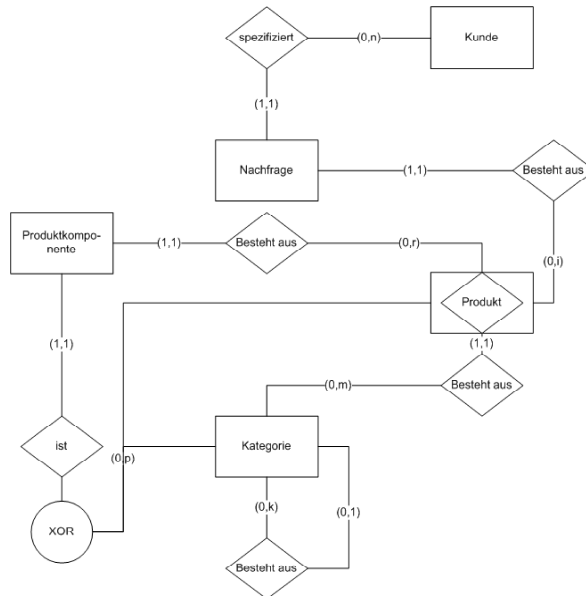 spezifiziert
(0,n)
Kunde
(1,1)
Nachfrage
(1,1)
Besteht aus
Produktkompo-
nente
(1,1)
Besteht aus
(0,r)
(0,i)
Produkt
(1,1)
(1,1)
(0,m)
Besteht aus
ist
(0,p)
Kategorie
(0,k)
(0,1)
XOR
Besteht aus